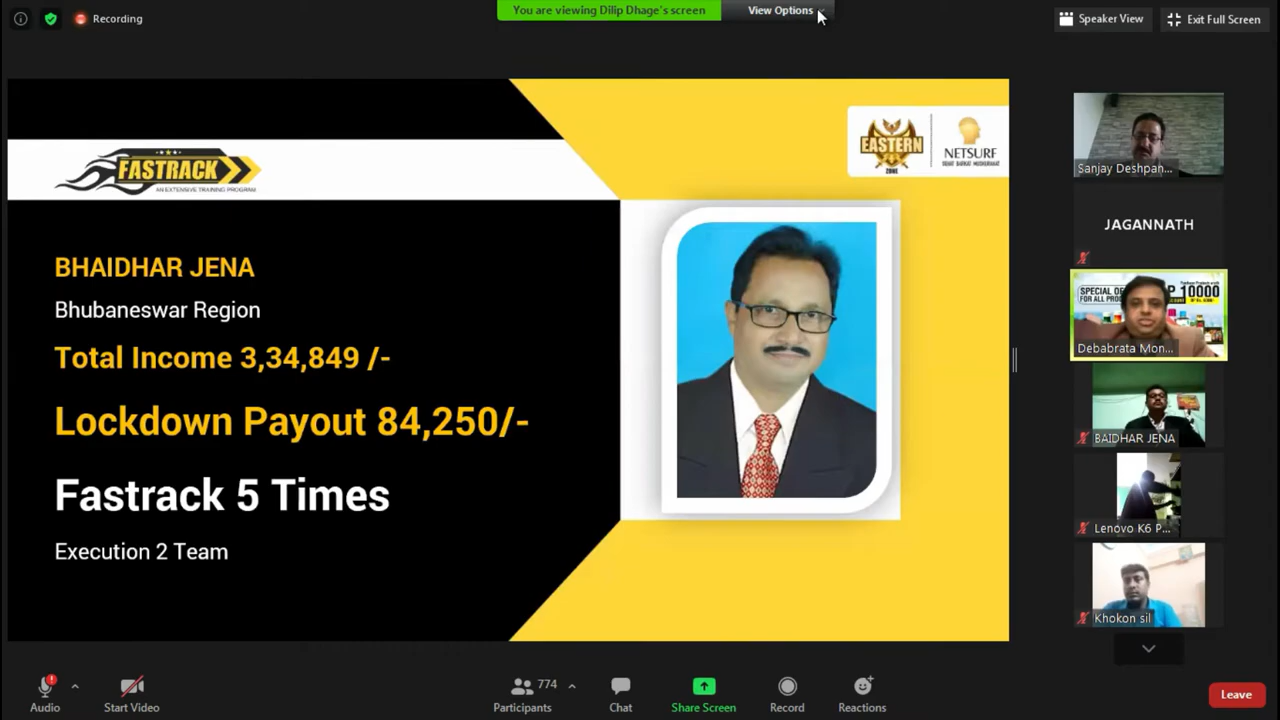 Recording
You are viewing Dilip Dhage's screen
View Options
Speaker View
Exit Full Screen
FASTRACK
AN EXTENSIVE TRAINING PROGRAM
EASTERN
ZONE
NETSURF
BHAIDHAR JENA
Bhubaneswar Region
Total Income 3,34,849 /-
Lockdown Payout 84,250/-
Fastrack 5 Times
Execution 2 Team
Sanjay Deshpan...
JAGANNATH
SPECIAL OF
FOR ALL PRO
P 10000
Debabrata Mon...
BAIDHAR JENA
Lenovo K6 P...
Khokon sil
Audio
Start Video
774
Participants
Chat
Share Screen
Record
Reactions
Leave